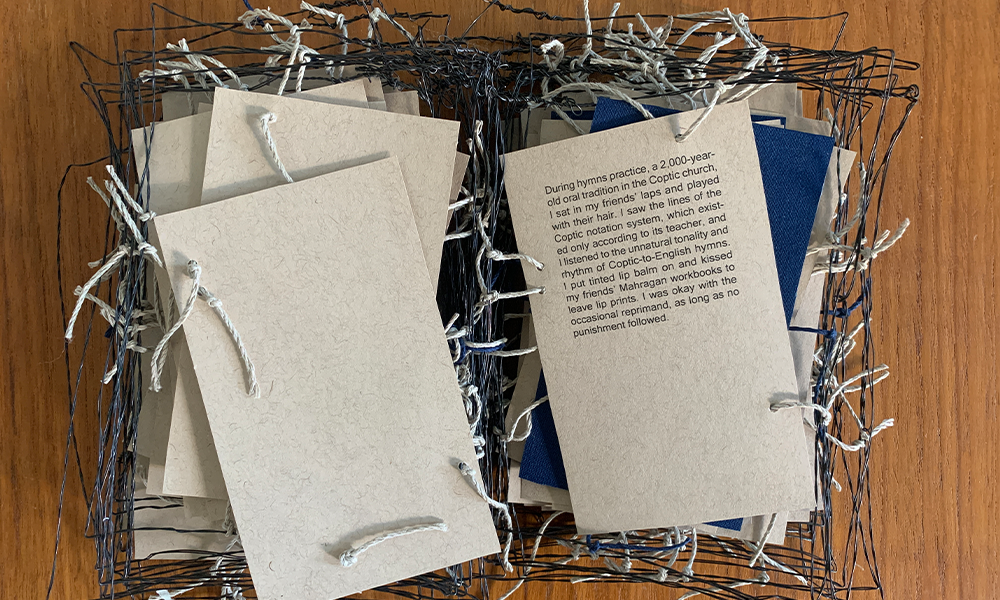 During hymns practice, a 2,000-year-
old oral tradition in the Coptic church,
I sat in my friends' laps and played
with their hair. I saw the lines of the
Coptic notation system, which exist-
ed only according to its teacher, and
I listened to the unnatural tonality and
rhythm of Coptic-to-English hymns.
I put tinted lip balm on and kissed
my friends' Mahragan workbooks to
leave lip prints. I was okay with the
occasional reprimand, as long as no
punishment followed.